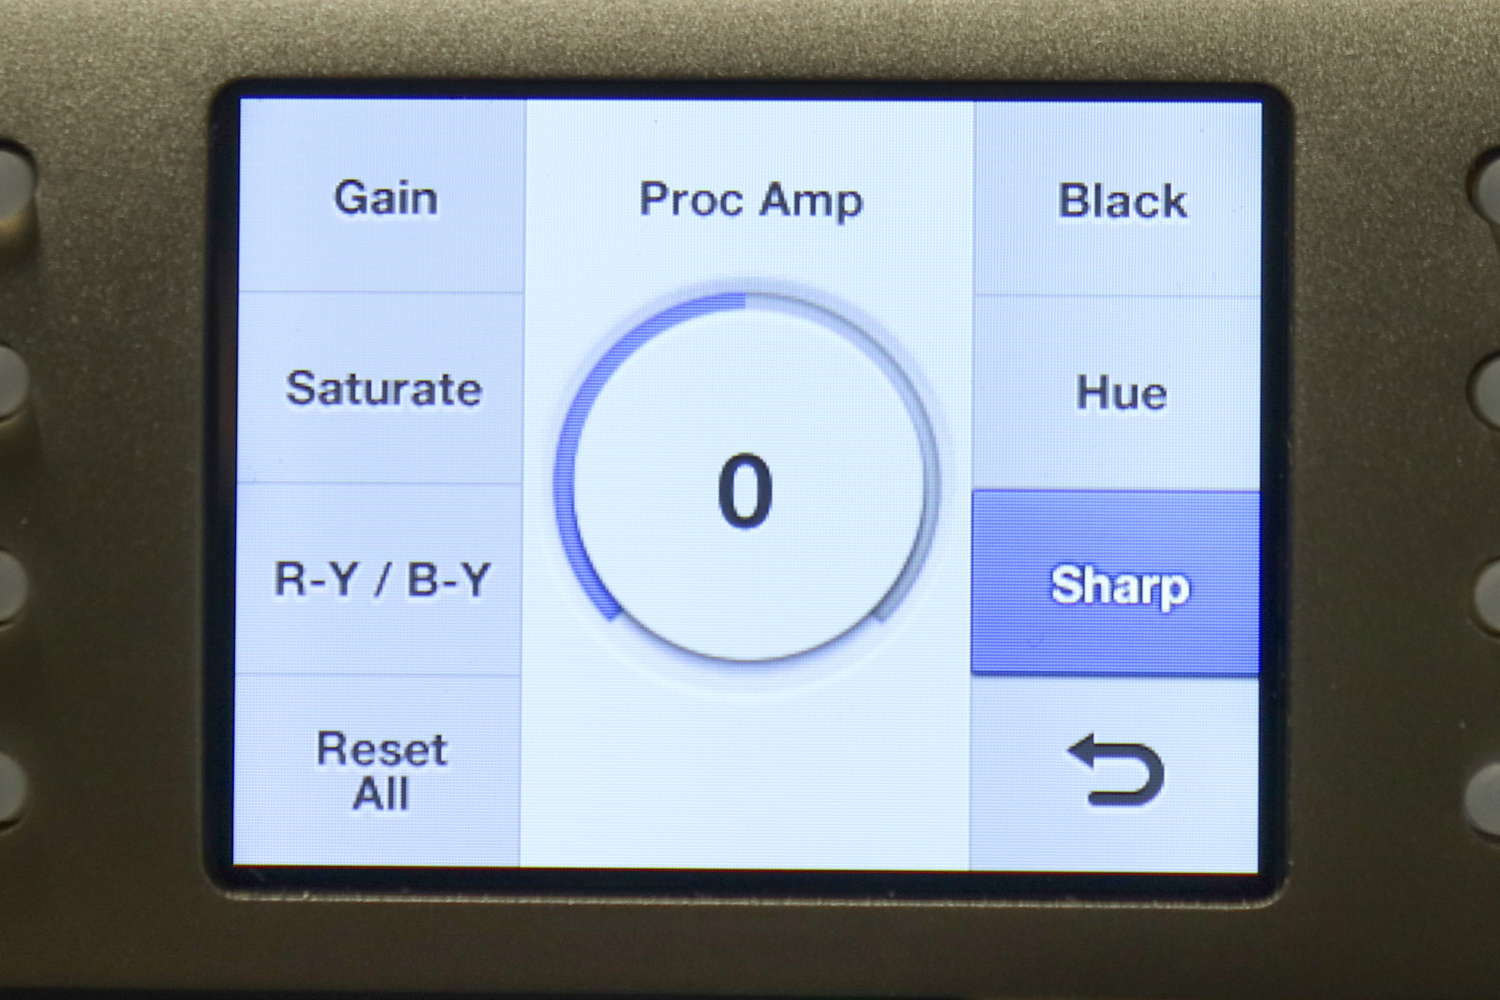 Gain
Proc Amp
Black
Saturate
Hue
0
R-Y / B-Y
Sharp
Reset
All